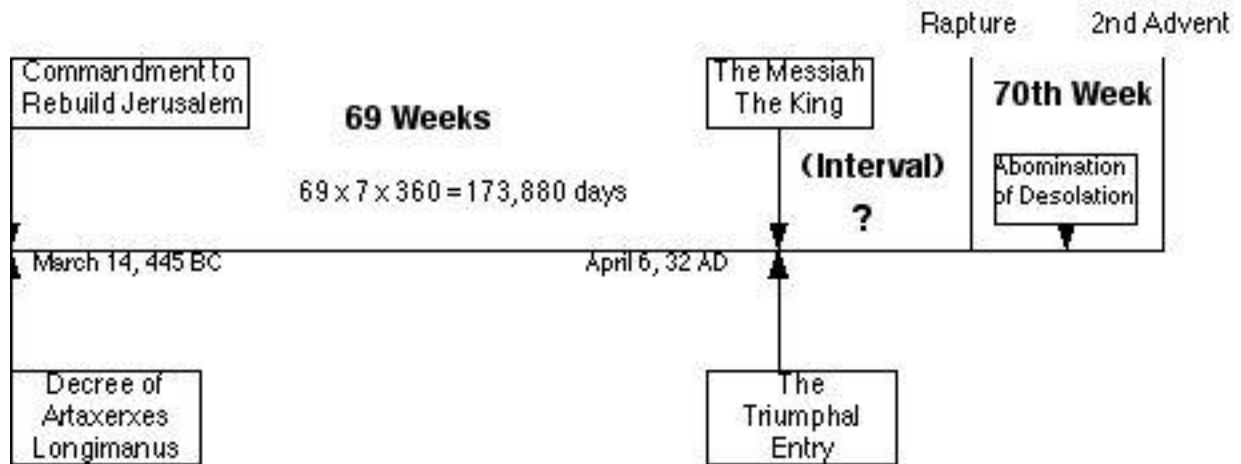 Rapture
2nd Advent
Commandment to
Rebuild Jerusalem
69 Weeks
69 x 7 x 360 = 173,880 days
The Messiah
The King
(Interval)
?
70th Week
Abomination
of Desolation
March 14, 445 BC
April 6, 32 AD
Decree of
Artaxerxes
Longimanus
The
Triumphal
Entry